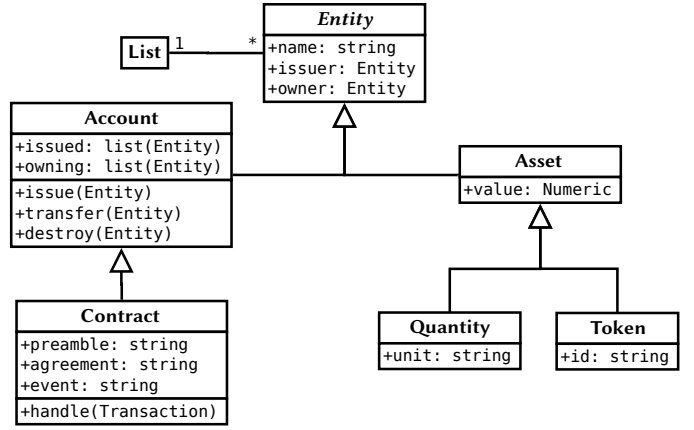 Entity
+name: string
+issuer: Entity
+owner: Entity
List
1
*
Account
+issued: list(Entity)
+owning: list(Entity)
+issue(Entity)
+transfer(Entity)
+destroy(Entity)
Asset
+value: Numeric
Contract
+preamble: string
+agreement: string
+event: string
+handle(Transaction)
Quantity
+unit: string
Token
+id: string